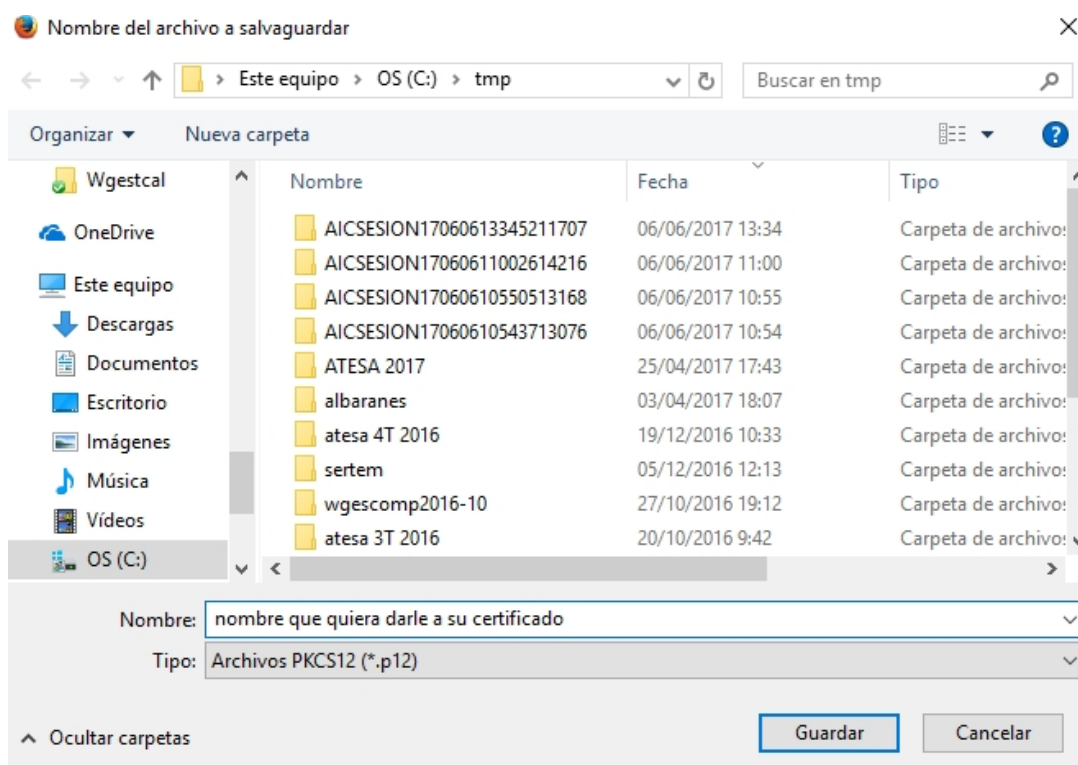 Nombre del archivo a salvaguardar
Este equipo > OS (C:) > tmp
Buscar en tmp
Organizar
Nueva carpeta
Wgestcal
OneDrive
Este equipo
Descargas
Documentos
Escritorio
Imágenes
Música
Vídeos
OS (C:)
Nombre Fecha Tipo
AICSESION17060613345211707 06/06/2017 13:34 Carpeta de archivos
AICSESION17060611002614216 06/06/2017 11:00 Carpeta de archivos
AICSESION17060610550513168 06/06/2017 10:55 Carpeta de archivos
AICSESION17060610543713076 06/06/2017 10:54 Carpeta de archivos
ATESA 2017 25/04/2017 17:43 Carpeta de archivos
albaranes 03/04/2017 18:07 Carpeta de archivos
atesa 4T 2016 19/12/2016 10:33 Carpeta de archivos
sertem 05/12/2016 12:13 Carpeta de archivos
wgescomp2016-10 27/10/2016 19:12 Carpeta de archivos
atesa 3T 2016 20/10/2016 9:42 Carpeta de archivos
Nombre: nombre que quiera darle a su certificado
Tipo: Archivos PKCS12 (*.p12)
Ocultar carpetas
Guardar
Cancelar